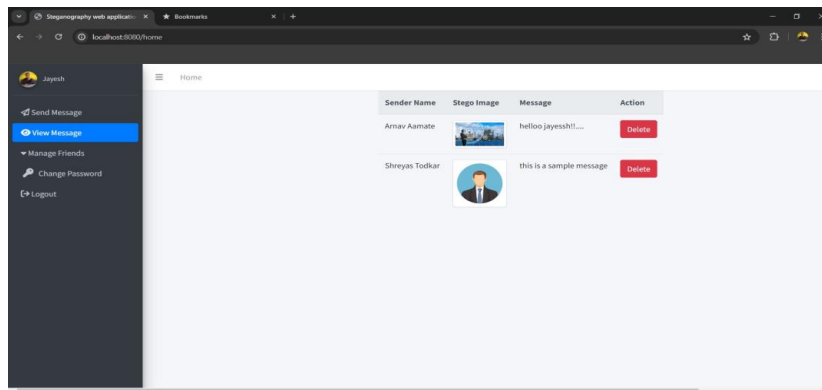 Steganography web applicatio
Bookmarks
localhost:8080/home
Jayesh
Home
Send Message
View Message
Manage Friends
Change Password
Logout
Sender Name Stego Image Message Action
Arnav Aamate helloo jayessh!!.... Delete
Shreyas Todkar this is a sample message Delete